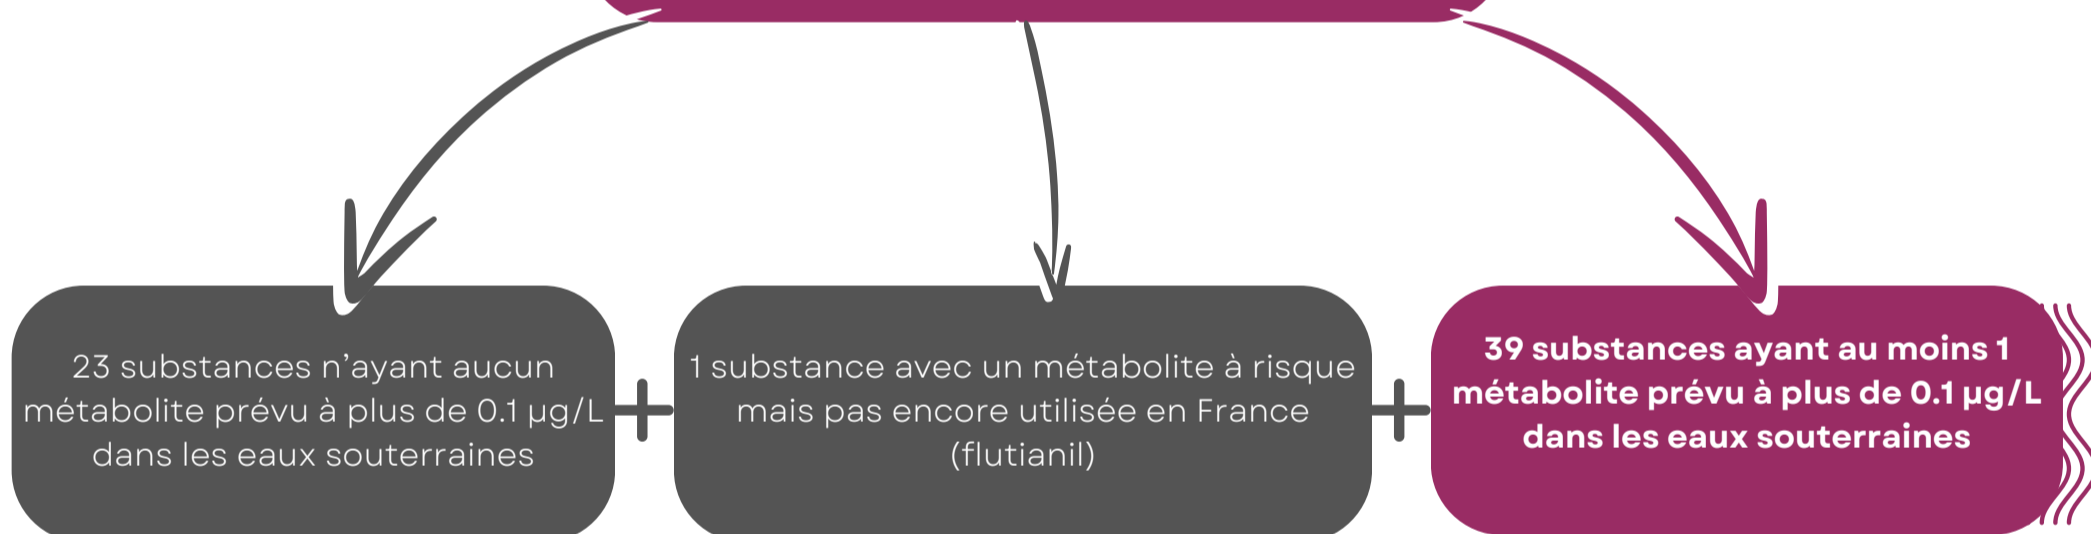 23 substances n’ayant aucun
métabolite prévu à plus de 0.1 µg/L
dans les eaux souterraines
1 substance avec un métabolite à risque
mais pas encore utilisée en France
(flutianil)
39 substances ayant au moins 1
métabolite prévu à plus de 0.1 µg/L
dans les eaux souterraines